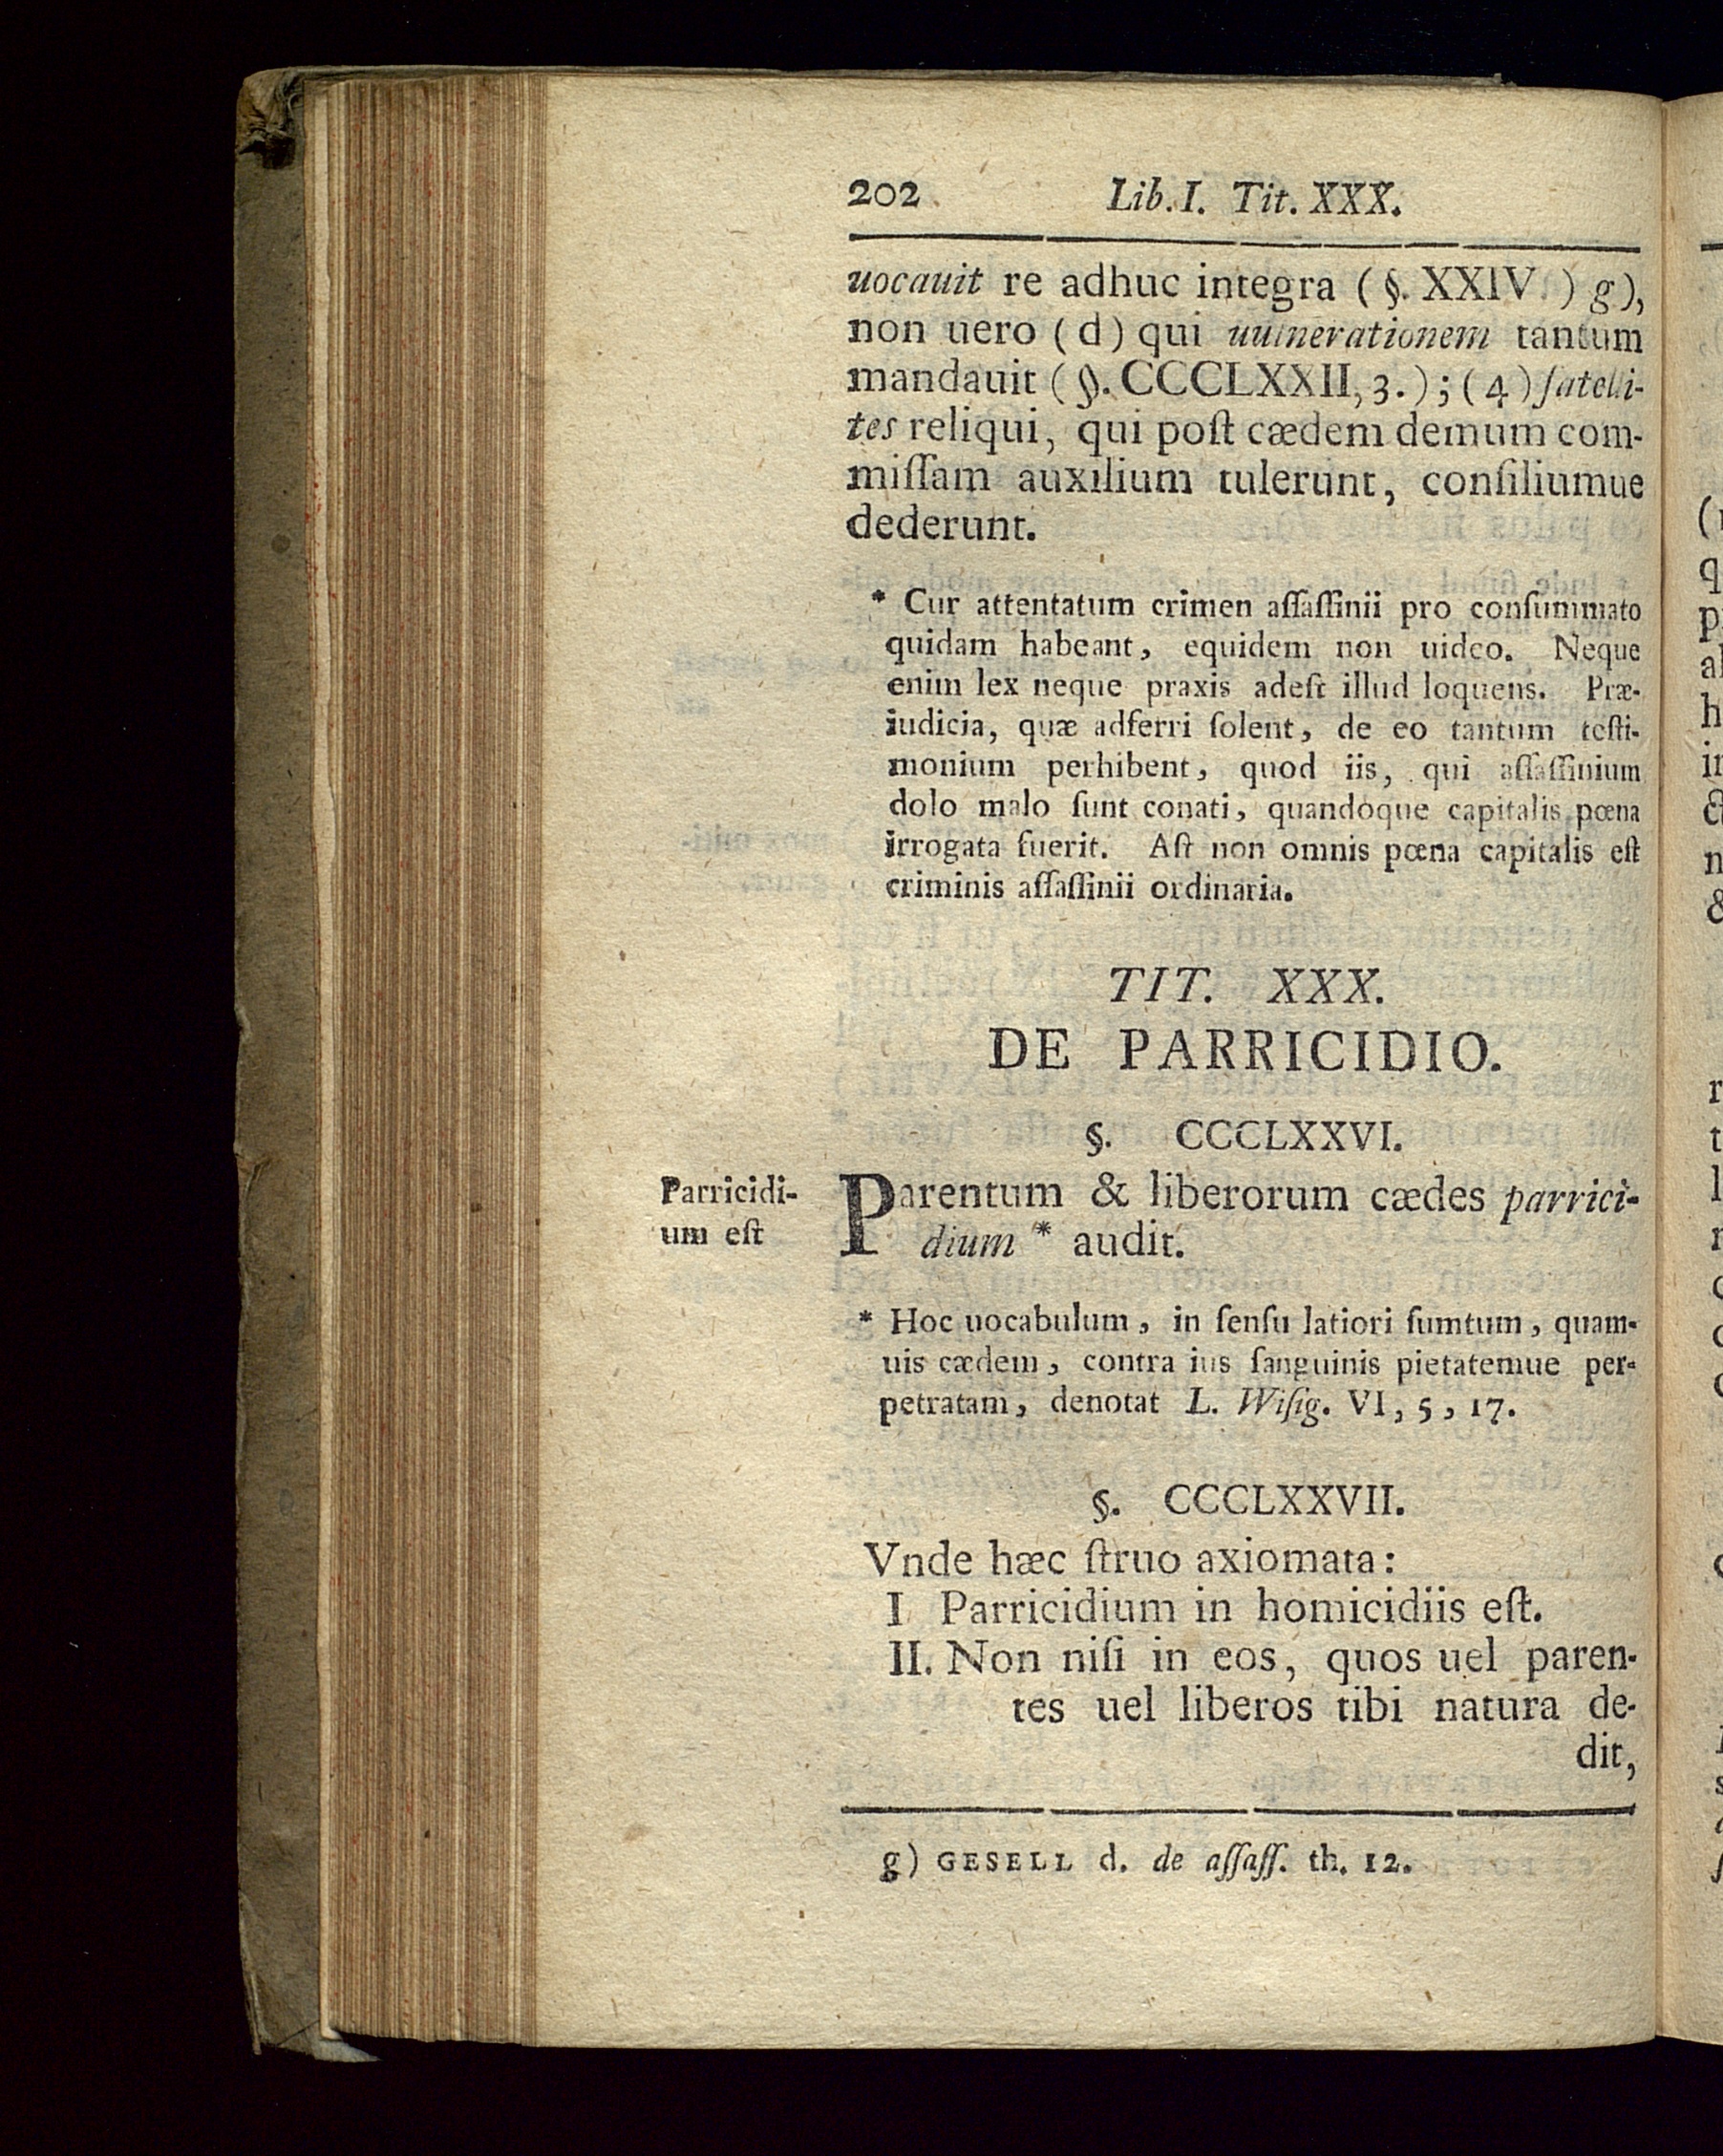 202 Lib. I. Tit. XXX.
uocauit re adhuc integra (§. XXIV.) g),
non uero (d) qui uulnerationem tantum
mandauit (§. CCCLXXII, 3.); (4) ſatelli-
tes reliqui, qui poſt cædem demum com-
miſſam auxilium tulerunt, conſiliumue
dederunt.
* Cur attentatum crimen aſſaſſinii pro conſummato
quidam habeant, equidem non uideo. Neque
enim lex neque praxis adeſt illud loquens. Præ-
iudicia, quæ adferri ſolent, de eo tantum teſti-
monium perhibent, quod iis, qui aſſaſſinium
dolo malo ſunt conati, quandoque capitalis pœna
irrogata fuerit. Aſt non omnis pœna capitalis eſt
criminis aſſaſſinii ordinaria.
TIT. XXX.
DE PARRICIDIO.
§. CCCLXXVI.
Parricidi-
um eſt
Parentum & liberorum cædes parrici-
dium * audit.
* Hoc uocabulum, in ſenſu latiori ſumtum, quam-
uis cædem, contra ius ſanguinis pietatemue per-
petratam, denotat L. Wiſig. VI, 5, 17.
§. CCCLXXVII.
Vnde hæc ſtruo axiomata:
I Parricidium in homicidiis eſt.
II. Non niſi in eos, quos uel paren-
tes uel liberos tibi natura de-
dit,
g) GESELL d. de aſſaſſ. th. 12.